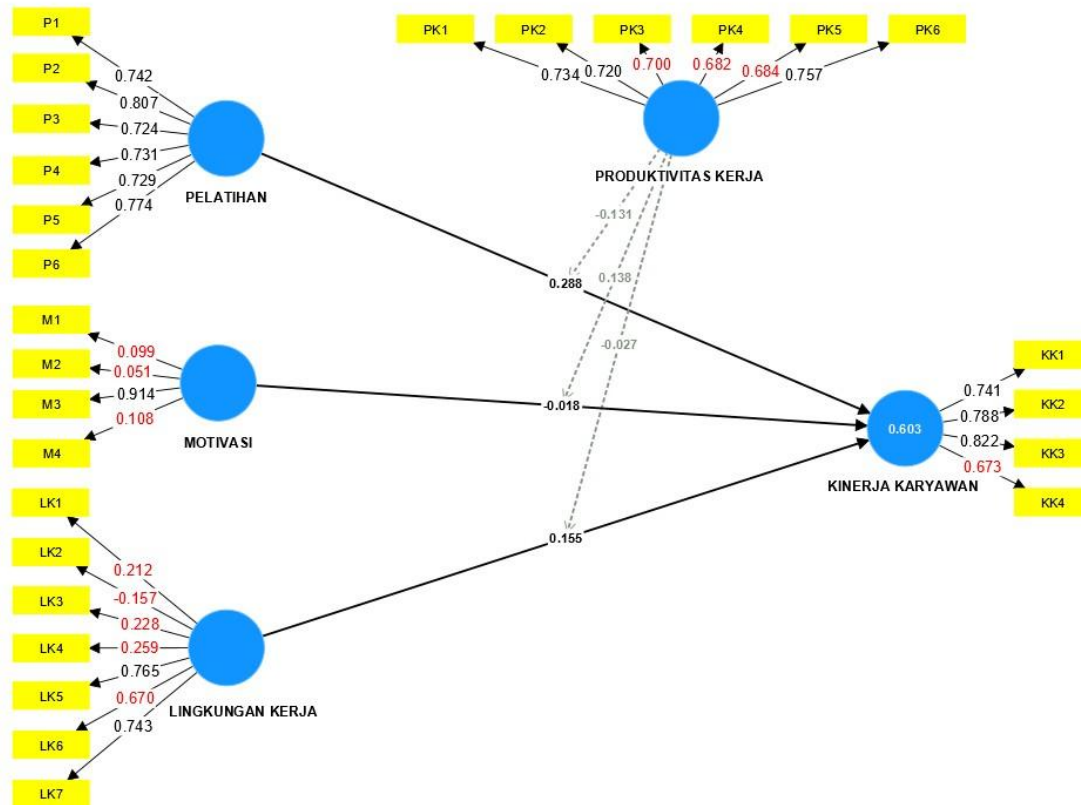 P1
P2
P3
P4
P5
P6
0.742
0.807
0.724
0.731
0.729
0.774
PELATIHAN
PK1
PK2
PK3
PK4
PK5
PK6
0.734
0.720
0.700
0.682
0.684
0.757
PRODUKTIVITAS KERJA
-0.131
0.138
-0.027
0.288
-0.018
0.155
M1
M2
M3
M4
0.099
0.051
0.914
0.108
MOTIVASI
LK1
LK2
LK3
LK4
LK5
LK6
LK7
0.212
-0.157
0.228
0.259
0.765
0.670
0.743
LINGKUNGAN KERJA
0.603
KINERJA KARYAWAN
0.741
0.788
0.822
0.673
KK1
KK2
KK3
KK4